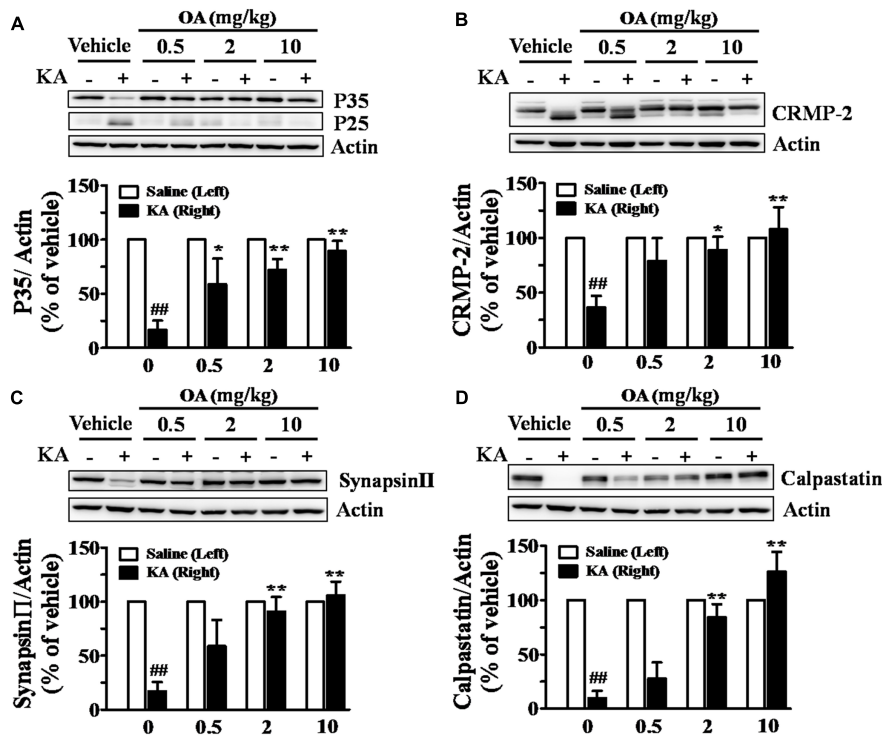 A
OA (mg/kg)
Vehicle 0.5 2 10
KA - + - + - + - +
P35
P25
Actin
P35/ Actin
(% of vehicle)
150
100
50
0
Saline (Left)
KA (Right)
## * ** **
0 0.5 2 10
B
OA (mg/kg)
Vehicle 0.5 2 10
KA - + - + - + - +
CRMP-2
Actin
CRMP-2/Actin
(% of vehicle)
150
100
50
0
Saline (Left)
KA (Right)
## * **
0 0.5 2 10
C
OA (mg/kg)
Vehicle 0.5 2 10
KA - + - + - + - +
SynapsinII
Actin
SynapsinΠ/Actin
(% of vehicle)
150
100
50
0
Saline (Left)
KA (Right)
## ** **
0 0.5 2 10
D
OA (mg/kg)
Vehicle 0.5 2 10
KA - + - + - + - +
Calpastatin
Actin
Calpastatin/Actin
(% of vehicle)
150
100
50
0
Saline (Left)
KA (Right)
## ** **
0 0.5 2 10